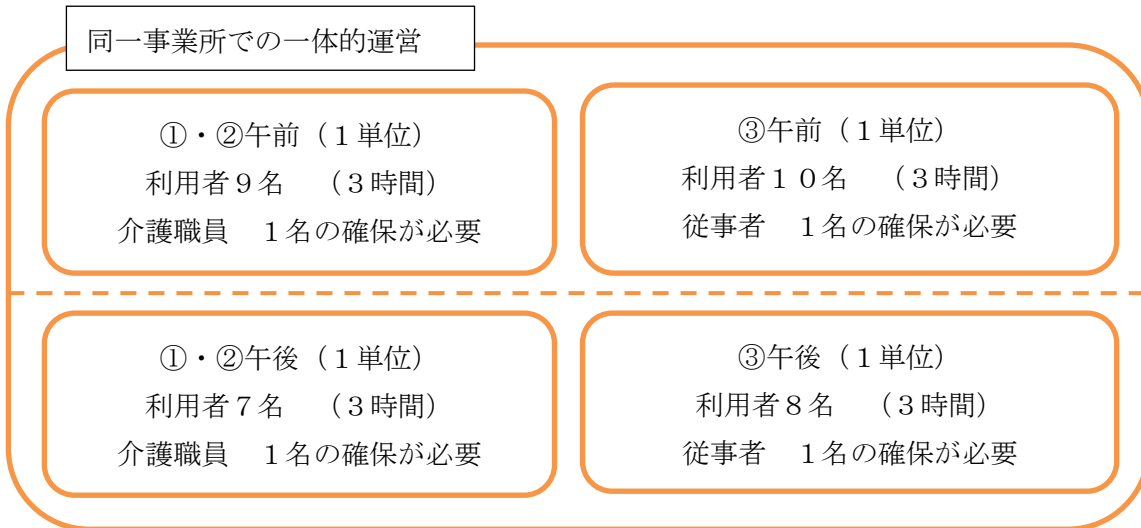 同一事業所での一体的運営
①・②午前（１単位）
利用者９名　（３時間）
介護職員　１名の確保が必要
③午前（１単位）
利用者１０名　（３時間）
従事者　１名の確保が必要
①・②午後（１単位）
利用者７名　（３時間）
介護職員　１名の確保が必要
③午後（１単位）
利用者８名　（３時間）
従事者　１名の確保が必要